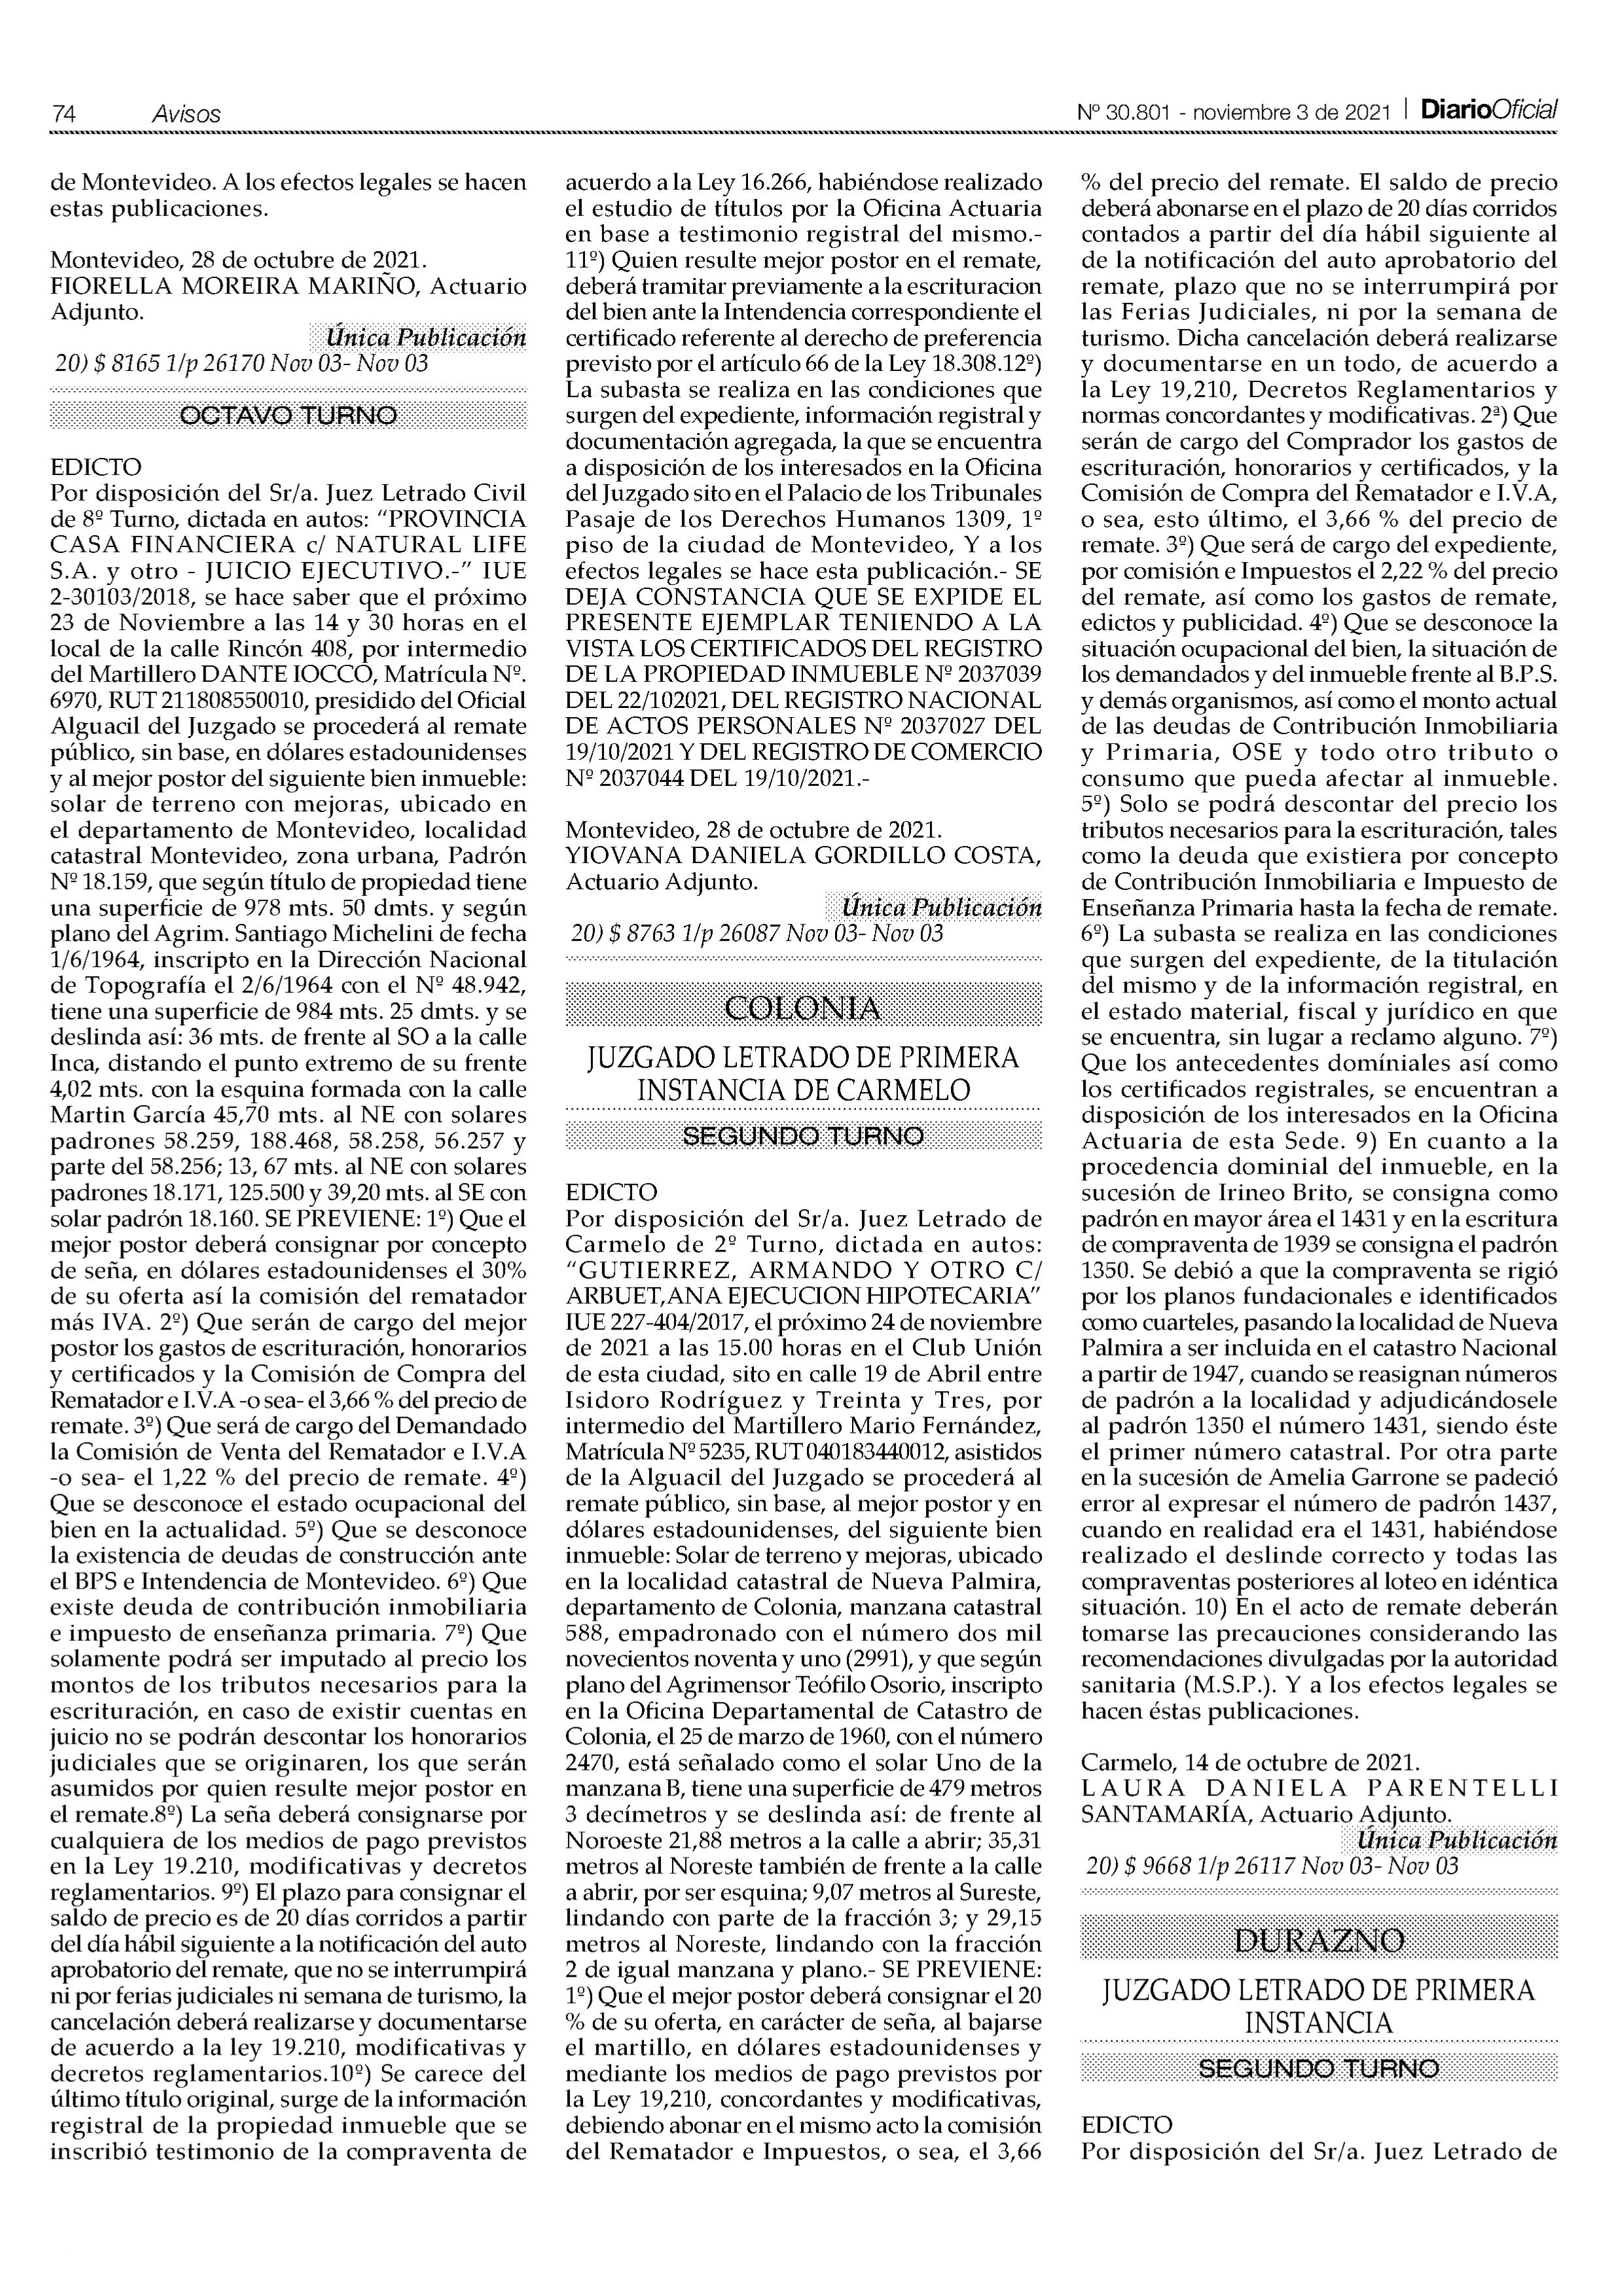 74 Avisos Nº 30.801 - noviembre 3 de 2021 | DiarioOficial
de Montevideo. A los efectos legales se hacen
estas publicaciones.
Montevideo, 28 de octubre de 2021.
FIORELLA MOREIRA MARIÑO, Actuario
Adjunto.
Única Publicación
20) $ 8165 1/p 26170 Nov 03- Nov 03
OCTAVO TURNO
EDICTO
Por disposición del Sr/a. Juez Letrado Civil
de 8º Turno, dictada en autos: “PROVINCIA
CASA FINANCIERA c/ NATURAL LIFE
S.A. y otro - JUICIO EJECUTIVO.-” IUE
2-30103/2018, se hace saber que el próximo
23 de Noviembre a las 14 y 30 horas en el
local de la calle Rincón 408, por intermedio
del Martillero DANTE IOCCO, Matrícula Nº.
6970, RUT 211808550010, presidido del Oficial
Alguacil del Juzgado se procederá al remate
público, sin base, en dólares estadounidenses
y al mejor postor del siguiente bien inmueble:
solar de terreno con mejoras, ubicado en
el departamento de Montevideo, localidad
catastral Montevideo, zona urbana, Padrón
Nº 18.159, que según título de propiedad tiene
una superficie de 978 mts. 50 dmts. y según
plano del Agrim. Santiago Michelini de fecha
1/6/1964, inscripto en la Dirección Nacional
de Topografía el 2/6/1964 con el Nº 48.942,
tiene una superficie de 984 mts. 25 dmts. y se
deslinda así: 36 mts. de frente al SO a la calle
Inca, distando el punto extremo de su frente
4,02 mts. con la esquina formada con la calle
Martin García 45,70 mts. al NE con solares
padrones 58.259, 188.468, 58.258, 56.257 y
parte del 58.256; 13, 67 mts. al NE con solares
padrones 18.171, 125.500 y 39,20 mts. al SE con
solar padrón 18.160. SE PREVIENE: 1º) Que el
mejor postor deberá consignar por concepto
de seña, en dólares estadounidenses el 30%
de su oferta así la comisión del rematador
más IVA. 2º) Que serán de cargo del mejor
postor los gastos de escrituración, honorarios
y certificados y la Comisión de Compra del
Rematador e I.V.A -o sea- el 3,66 % del precio de
remate. 3º) Que será de cargo del Demandado
la Comisión de Venta del Rematador e I.V.A
-o sea- el 1,22 % del precio de remate. 4º)
Que se desconoce el estado ocupacional del
bien en la actualidad. 5º) Que se desconoce
la existencia de deudas de construcción ante
el BPS e Intendencia de Montevideo. 6º) Que
existe deuda de contribución inmobiliaria
e impuesto de enseñanza primaria. 7º) Que
solamente podrá ser imputado al precio los
montos de los tributos necesarios para la
escrituración, en caso de existir cuentas en
juicio no se podrán descontar los honorarios
judiciales que se originaren, los que serán
asumidos por quien resulte mejor postor en
el remate.8º) La seña deberá consignarse por
cualquiera de los medios de pago previstos
en la Ley 19.210, modificativas y decretos
reglamentarios. 9º) El plazo para consignar el
saldo de precio es de 20 días corridos a partir
del día hábil siguiente a la notificación del auto
aprobatorio del remate, que no se interrumpirá
ni por ferias judiciales ni semana de turismo, la
cancelación deberá realizarse y documentarse
de acuerdo a la ley 19.210, modificativas y
decretos reglamentarios.10º) Se carece del
último título original, surge de la información
registral de la propiedad inmueble que se
inscribió testimonio de la compraventa de
acuerdo a la Ley 16.266, habiéndose realizado
el estudio de títulos por la Oficina Actuaria
en base a testimonio registral del mismo.-
11º) Quien resulte mejor postor en el remate,
deberá tramitar previamente a la escrituracion
del bien ante la Intendencia correspondiente el
certificado referente al derecho de preferencia
previsto por el artículo 66 de la Ley 18.308.12º)
La subasta se realiza en las condiciones que
surgen del expediente, información registral y
documentación agregada, la que se encuentra
a disposición de los interesados en la Oficina
del Juzgado sito en el Palacio de los Tribunales
Pasaje de los Derechos Humanos 1309, 1º
piso de la ciudad de Montevideo, Y a los
efectos legales se hace esta publicación.- SE
DEJA CONSTANCIA QUE SE EXPIDE EL
PRESENTE EJEMPLAR TENIENDO A LA
VISTA LOS CERTIFICADOS DEL REGISTRO
DE LA PROPIEDAD INMUEBLE Nº 2037039
DEL 22/102021, DEL REGISTRO NACIONAL
DE ACTOS PERSONALES Nº 2037027 DEL
19/10/2021 Y DEL REGISTRO DE COMERCIO
Nº 2037044 DEL 19/10/2021.-
Montevideo, 28 de octubre de 2021.
YIOVANA DANIELA GORDILLO COSTA,
Actuario Adjunto.
Única Publicación
20) $ 8763 1/p 26087 Nov 03- Nov 03
COLONIA
JUZGADO LETRADO DE PRIMERA
INSTANCIA DE CARMELO
SEGUNDO TURNO
EDICTO
Por disposición del Sr/a. Juez Letrado de
Carmelo de 2º Turno, dictada en autos:
“GUTIERREZ, ARMANDO Y OTRO C/
ARBUET,ANA EJECUCION HIPOTECARIA”
IUE 227-404/2017, el próximo 24 de noviembre
de 2021 a las 15.00 horas en el Club Unión
de esta ciudad, sito en calle 19 de Abril entre
Isidoro Rodríguez y Treinta y Tres, por
intermedio del Martillero Mario Fernández,
Matrícula Nº 5235, RUT 040183440012, asistidos
de la Alguacil del Juzgado se procederá al
remate público, sin base, al mejor postor y en
dólares estadounidenses, del siguiente bien
inmueble: Solar de terreno y mejoras, ubicado
en la localidad catastral de Nueva Palmira,
departamento de Colonia, manzana catastral
588, empadronado con el número dos mil
novecientos noventa y uno (2991), y que según
plano del Agrimensor Teófilo Osorio, inscripto
en la Oficina Departamental de Catastro de
Colonia, el 25 de marzo de 1960, con el número
2470, está señalado como el solar Uno de la
manzana B, tiene una superficie de 479 metros
3 decímetros y se deslinda así: de frente al
Noroeste 21,88 metros a la calle a abrir; 35,31
metros al Noreste también de frente a la calle
a abrir, por ser esquina; 9,07 metros al Sureste,
lindando con parte de la fracción 3; y 29,15
metros al Noreste, lindando con la fracción
2 de igual manzana y plano.- SE PREVIENE:
1º) Que el mejor postor deberá consignar el 20
% de su oferta, en carácter de seña, al bajarse
el martillo, en dólares estadounidenses y
mediante los medios de pago previstos por
la Ley 19,210, concordantes y modificativas,
debiendo abonar en el mismo acto la comisión
del Rematador e Impuestos, o sea, el 3,66
% del precio del remate. El saldo de precio
deberá abonarse en el plazo de 20 días corridos
contados a partir del día hábil siguiente al
de la notificación del auto aprobatorio del
remate, plazo que no se interrumpirá por
las Ferias Judiciales, ni por la semana de
turismo. Dicha cancelación deberá realizarse
y documentarse en un todo, de acuerdo a
la Ley 19,210, Decretos Reglamentarios y
normas concordantes y modificativas. 2ª) Que
serán de cargo del Comprador los gastos de
escrituración, honorarios y certificados, y la
Comisión de Compra del Rematador e I.V.A,
o sea, esto último, el 3,66 % del precio de
remate. 3º) Que será de cargo del expediente,
por comisión e Impuestos el 2,22 % del precio
del remate, así como los gastos de remate,
edictos y publicidad. 4º) Que se desconoce la
situación ocupacional del bien, la situación de
los demandados y del inmueble frente al B.P.S.
y demás organismos, así como el monto actual
de las deudas de Contribución Inmobiliaria
y Primaria, OSE y todo otro tributo o
consumo que pueda afectar al inmueble.
5º) Solo se podrá descontar del precio los
tributos necesarios para la escrituración, tales
como la deuda que existiera por concepto
de Contribución Inmobiliaria e Impuesto de
Enseñanza Primaria hasta la fecha de remate.
6º) La subasta se realiza en las condiciones
que surgen del expediente, de la titulación
del mismo y de la información registral, en
el estado material, fiscal y jurídico en que
se encuentra, sin lugar a reclamo alguno. 7º)
Que los antecedentes domíniales así como
los certificados registrales, se encuentran a
disposición de los interesados en la Oficina
Actuaria de esta Sede. 9) En cuanto a la
procedencia dominial del inmueble, en la
sucesión de Irineo Brito, se consigna como
padrón en mayor área el 1431 y en la escritura
de compraventa de 1939 se consigna el padrón
1350. Se debió a que la compraventa se rigió
por los planos fundacionales e identificados
como cuarteles, pasando la localidad de Nueva
Palmira a ser incluida en el catastro Nacional
a partir de 1947, cuando se reasignan números
de padrón a la localidad y adjudicándosele
al padrón 1350 el número 1431, siendo éste
el primer número catastral. Por otra parte
en la sucesión de Amelia Garrone se padeció
error al expresar el número de padrón 1437,
cuando en realidad era el 1431, habiéndose
realizado el deslinde correcto y todas las
compraventas posteriores al loteo en idéntica
situación. 10) En el acto de remate deberán
tomarse las precauciones considerando las
recomendaciones divulgadas por la autoridad
sanitaria (M.S.P.). Y a los efectos legales se
hacen éstas publicaciones.
Carmelo, 14 de octubre de 2021.
LAURA DANIELA PARENTELLI
SANTAMARÍA, Actuario Adjunto.
Única Publicación
20) $ 9668 1/p 26117 Nov 03- Nov 03
DURAZNO
JUZGADO LETRADO DE PRIMERA
INSTANCIA
SEGUNDO TURNO
EDICTO
Por disposición del Sr/a. Juez Letrado de